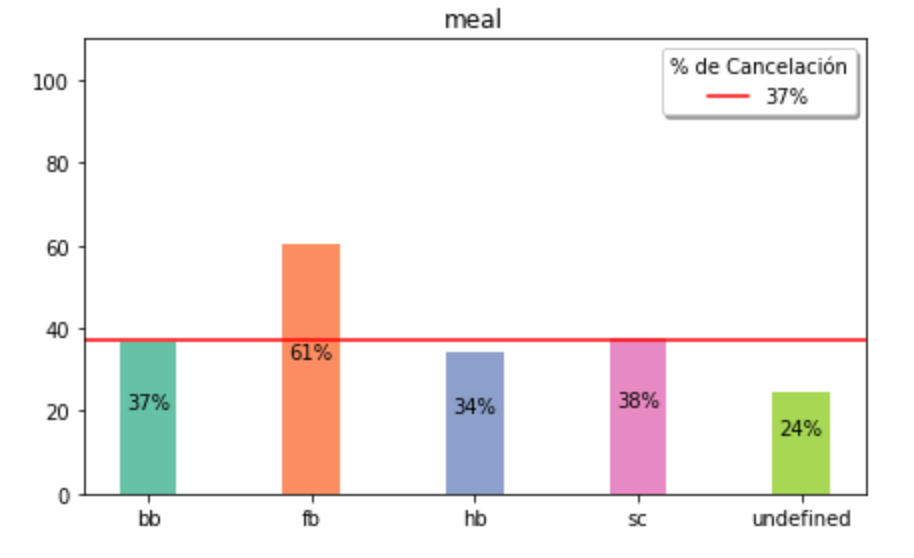 meal
% de Cancelación
37%
100
80
60
40
20
0
37%
61%
34%
38%
24%
bb
fb
hb
sc
undefined